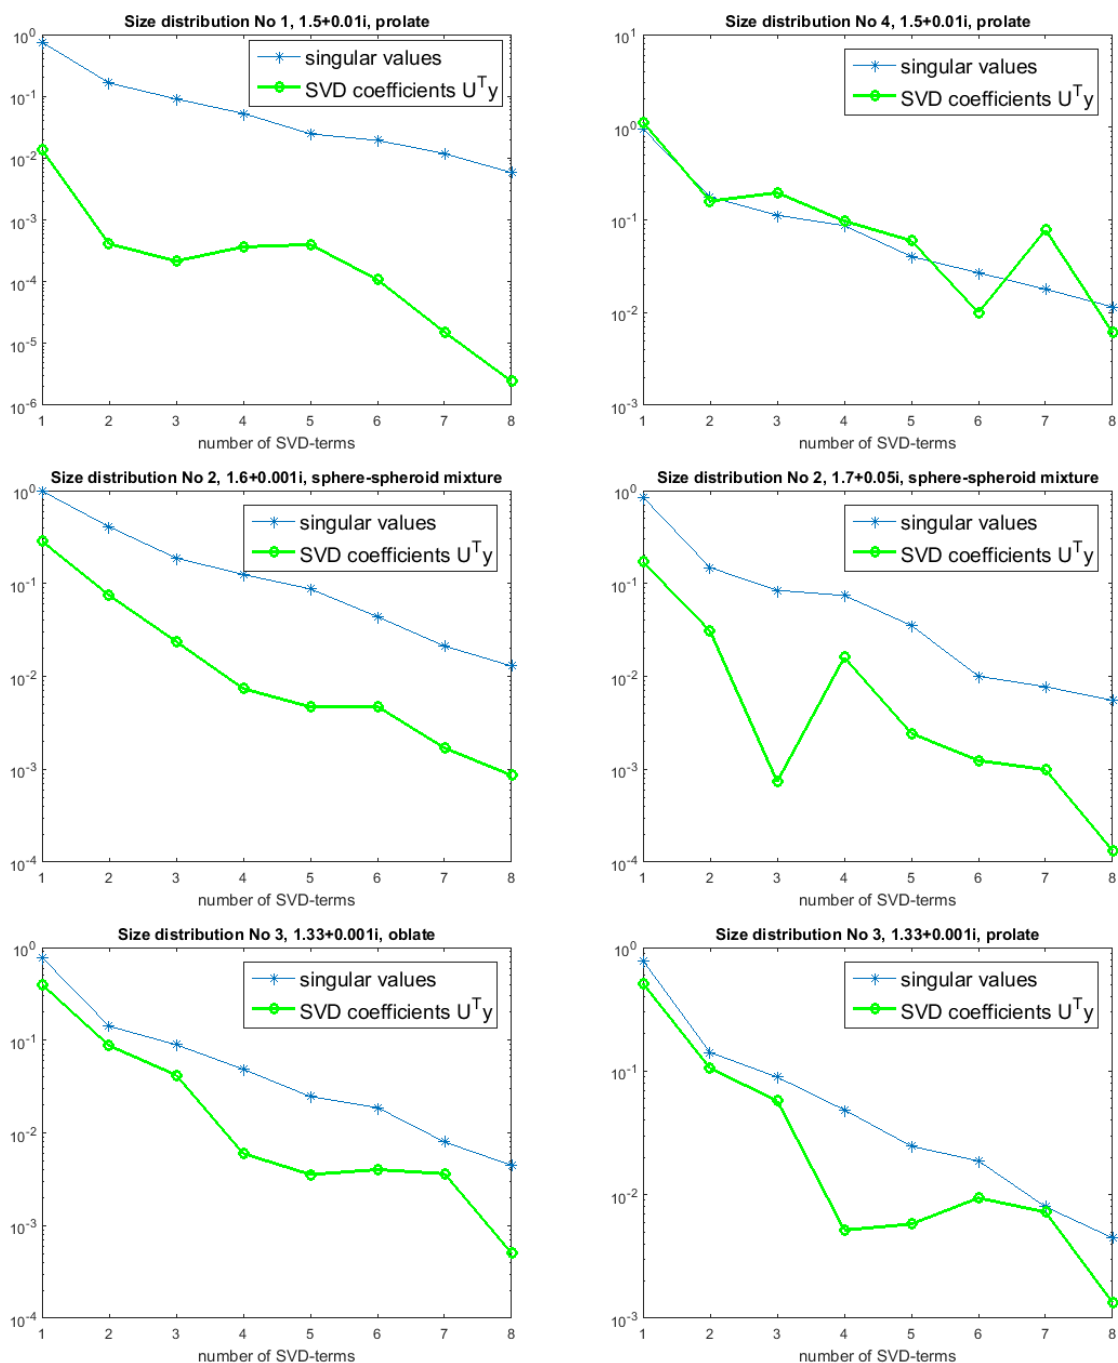 Size distribution No 1, 1.5+0.01i, prolate
10^0
10^-1
10^-2
10^-3
10^-4
10^-5
10^-6
singular values
SVD coefficients U^Ty
1 2 3 4 5 6 7 8
number of SVD-terms
Size distribution No 4, 1.5+0.01i, prolate
10^1
10^0
10^-1
10^-2
10^-3
singular values
SVD coefficients U^Ty
1 2 3 4 5 6 7 8
number of SVD-terms
Size distribution No 2, 1.6+0.001i, sphere-spheroid mixture
10^0
10^-1
10^-2
10^-3
10^-4
singular values
SVD coefficients U^Ty
1 2 3 4 5 6 7 8
number of SVD-terms
Size distribution No 2, 1.7+0.05i, sphere-spheroid mixture
10^0
10^-1
10^-2
10^-3
10^-4
singular values
SVD coefficients U^Ty
1 2 3 4 5 6 7 8
number of SVD-terms
Size distribution No 3, 1.33+0.001i, oblate
10^0
10^-1
10^-2
10^-3
10^-4
singular values
SVD coefficients U^Ty
1 2 3 4 5 6 7 8
number of SVD-terms
Size distribution No 3, 1.33+0.001i, prolate
10^0
10^-1
10^-2
10^-3
singular values
SVD coefficients U^Ty
1 2 3 4 5 6 7 8
number of SVD-terms